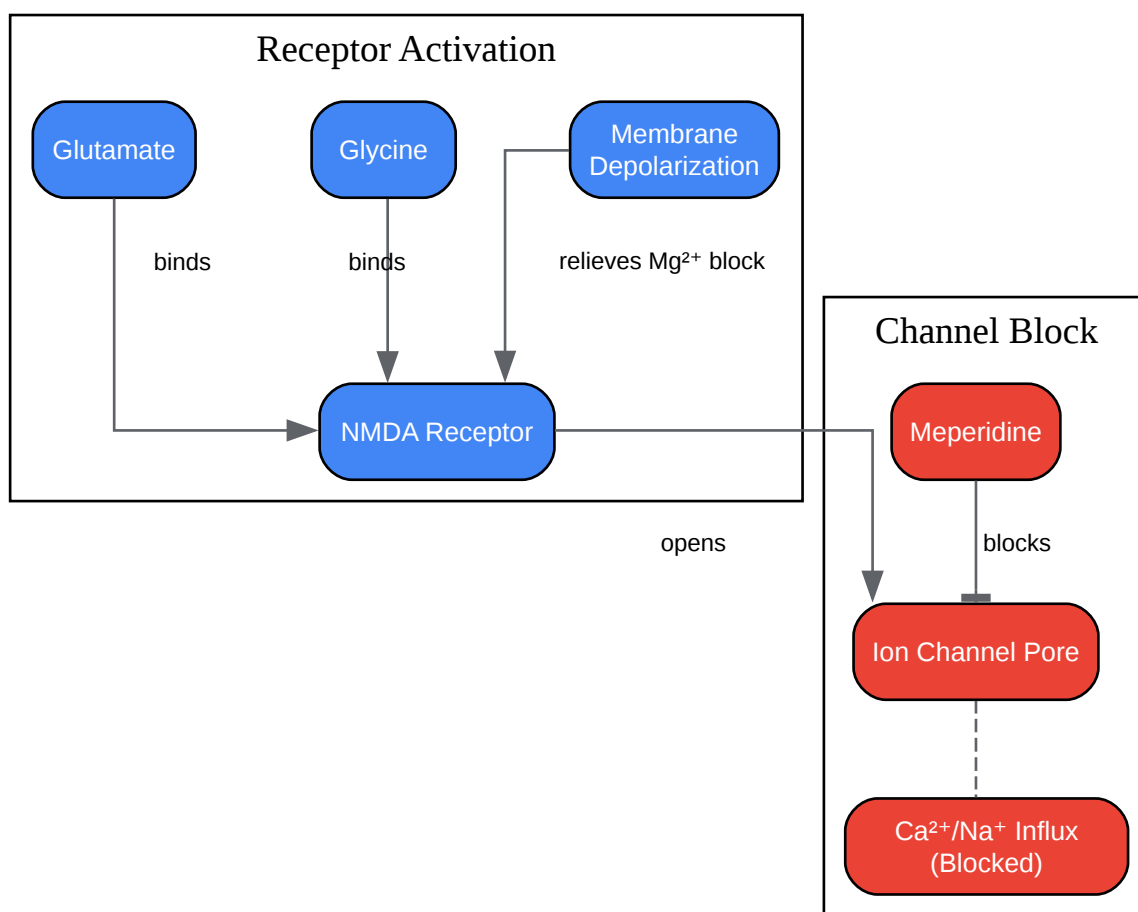 Receptor Activation
Glutamate
Glycine
Membrane
Depolarization
binds
binds
relieves Mg²⁺ block
NMDA Receptor
opens
Channel Block
Meperidine
blocks
Ion Channel Pore
Ca²⁺/Na⁺ Influx
(Blocked)